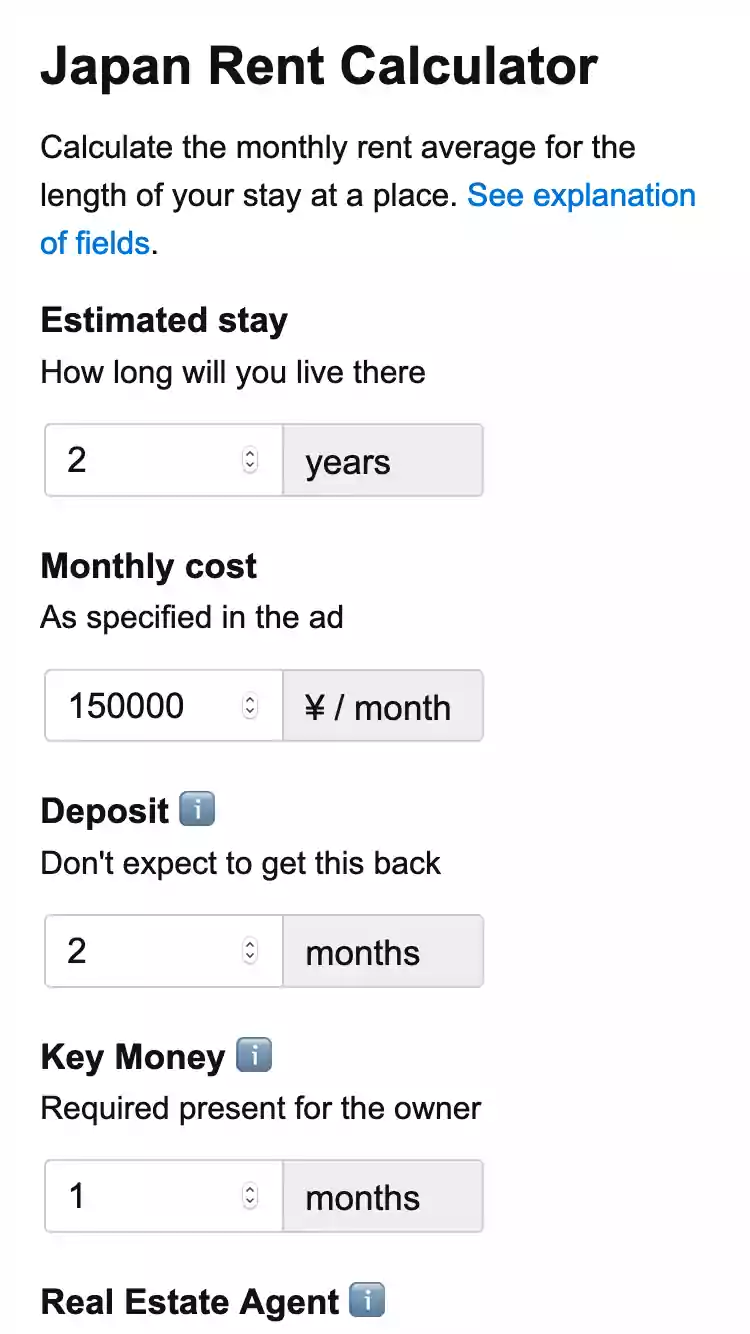 Japan Rent Calculator
Calculate the monthly rent average for the
length of your stay at a place. See explanation
of fields.
Estimated stay
How long will you live there
2 years
Monthly cost
As specified in the ad
150000 ¥ / month
Deposit ℹ️
Don't expect to get this back
2 months
Key Money ℹ️
Required present for the owner
1 months
Real Estate Agent ℹ️